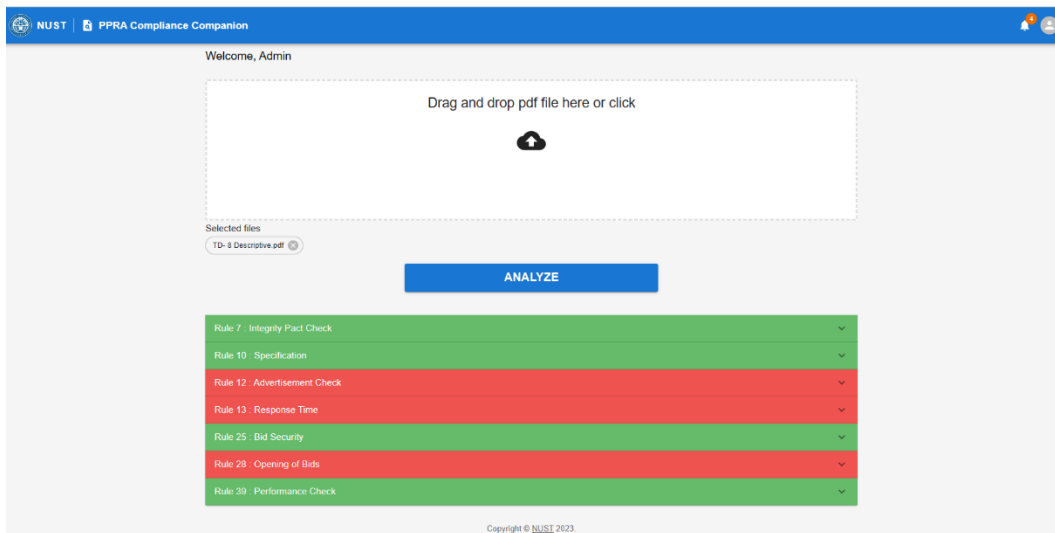 NUST PPRA Compliance Companion 4
Welcome, Admin
Drag and drop pdf file here or click
Selected files
TD- 8 Descriptive.pdf
ANALYZE
Rule 7 : Integrity Pact Check
Rule 10 : Specification
Rule 12 : Advertisement Check
Rule 13 : Response Time
Rule 25 : Bid Security
Rule 28 : Opening of Bids
Rule 39 : Performance Check
Copyright © NUST 2023.